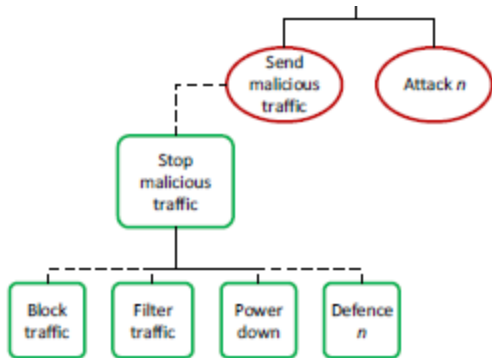 Send
malicious
traffic
Attack n
Stop
malicious
traffic
Block
traffic
Filter
traffic
Power
down
Defence
n